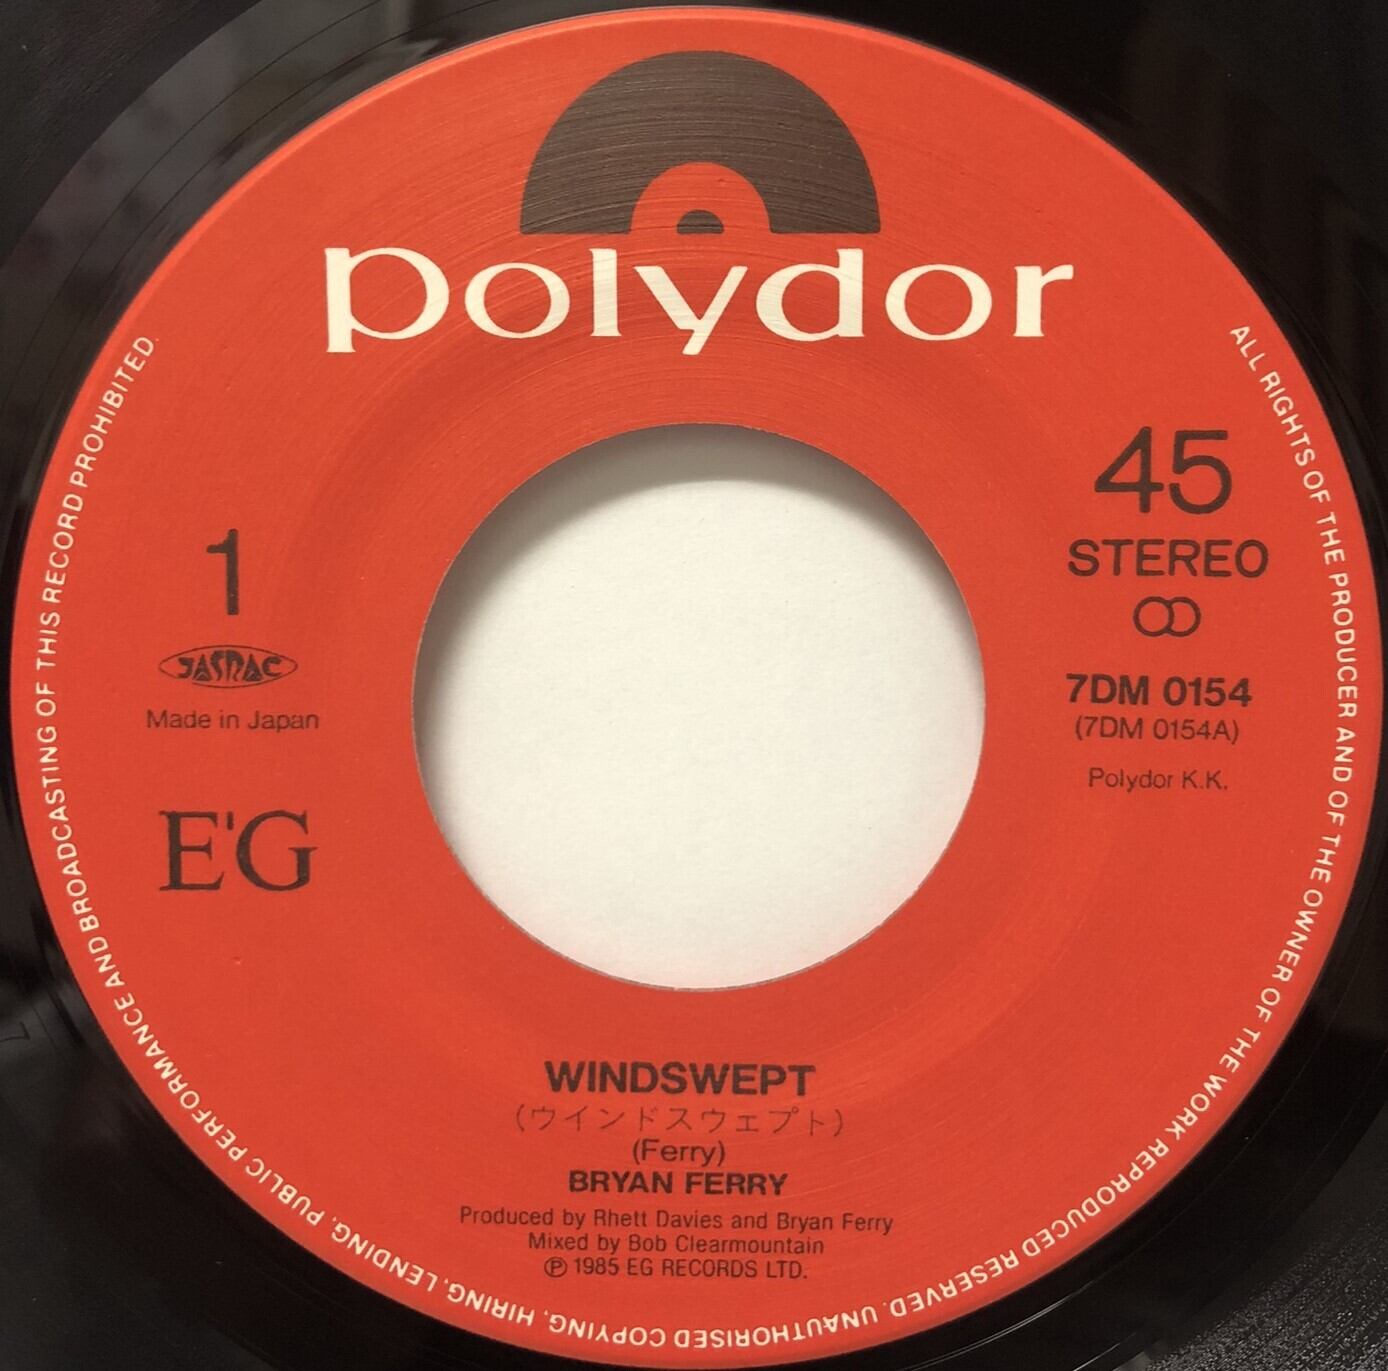 polydor
45
STEREO
7DM 0154
(7DM 0154A)
Polydor K.K.
1
JASRAC
Made in Japan
E'G
WINDSWEPT
(ウインドスウェプト)
(Ferry)
BRYAN FERRY
Produced by Rhett Davies and Bryan Ferry
Mixed by Bob Clearmountain
℗ 1985 EG RECORDS LTD.
ALL RIGHTS OF THE PRODUCER AND OF THE OWNER OF THE WORK REPRODUCED RESERVED. UNAUTHORISED COPYING, HIRING, LENDING, PUBLIC PERFORMANCE AND BROADCASTING OF THIS RECORD PROHIBITED.